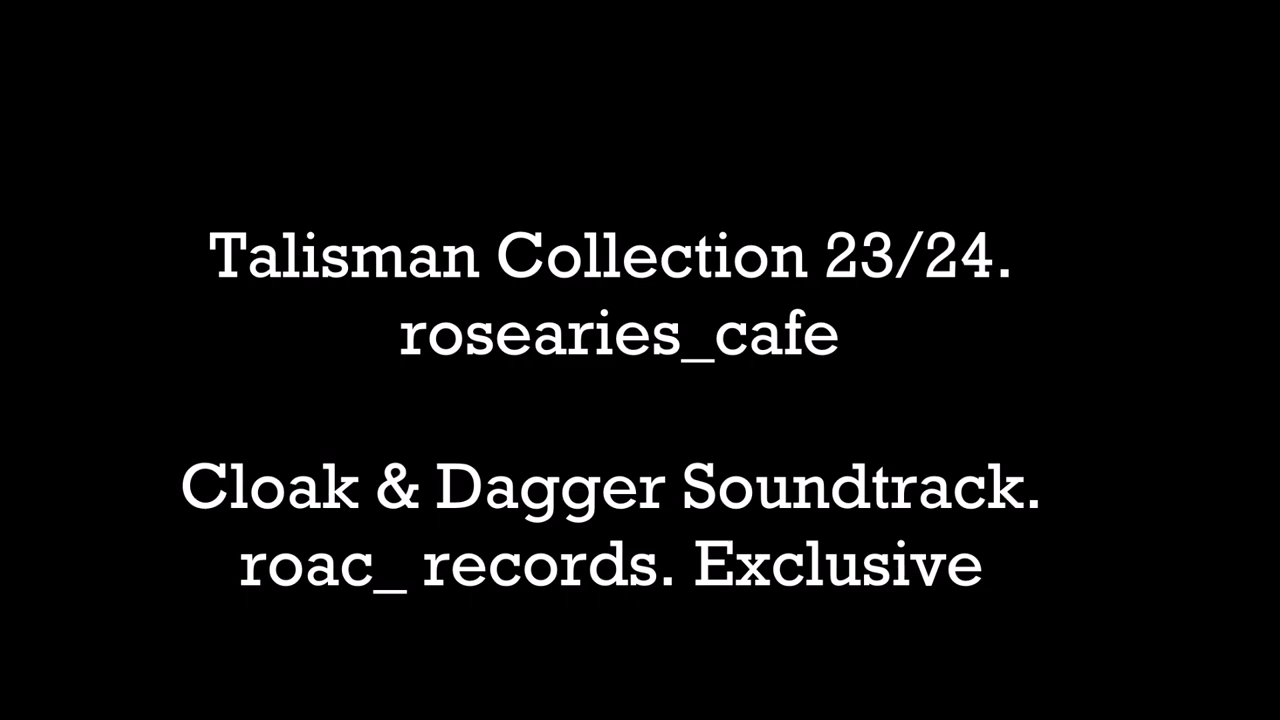 Talisman Collection 23/24.
rosearies_cafe
Cloak & Dagger Soundtrack.
roac_ records. Exclusive